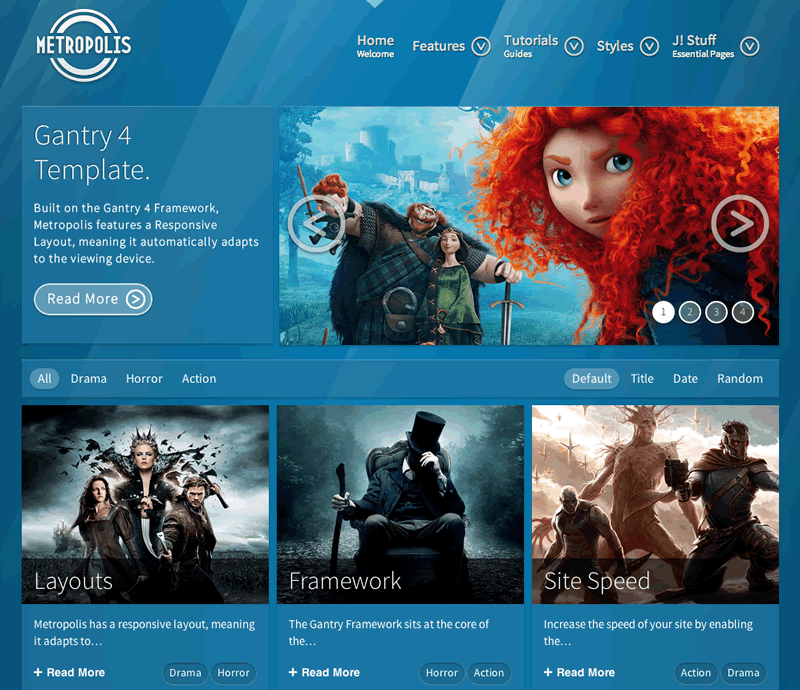 METROPOLIS
Home
Welcome
Features
Tutorials
Guides
Styles
J! Stuff
Essential Pages
Gantry 4
Template.
Built on the Gantry 4 Framework,
Metropolis features a Responsive
Layout, meaning it automatically adapts
to the viewing device.
Read More
1 2 3 4
All Drama Horror Action
Default Title Date Random
Layouts
Metropolis has a responsive layout, meaning
it adapts to…
+ Read More Drama Horror
Framework
The Gantry Framework sits at the core of
the…
+ Read More Horror Action
Site Speed
Increase the speed of your site by enabling
the…
+ Read More Action Drama